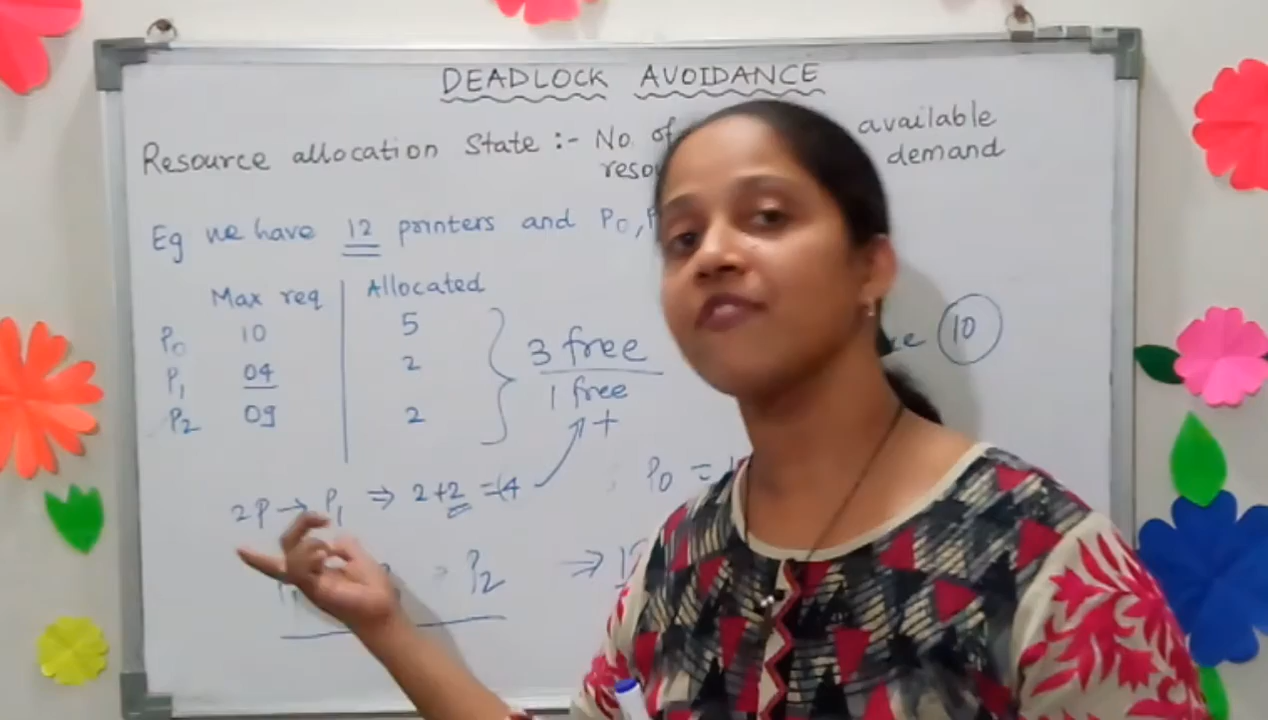 DEADLOCK AVOIDANCE
Resource allocation State :- No. of available
demand
Eg we have 12 printers and P0,
Max req Allocated
P0 10 5
P1 04 2
P2 09 2
3 free
1 free
+
10
2P → P1 ⇒ 2+2 = 4
P0 =
P2 ⇒